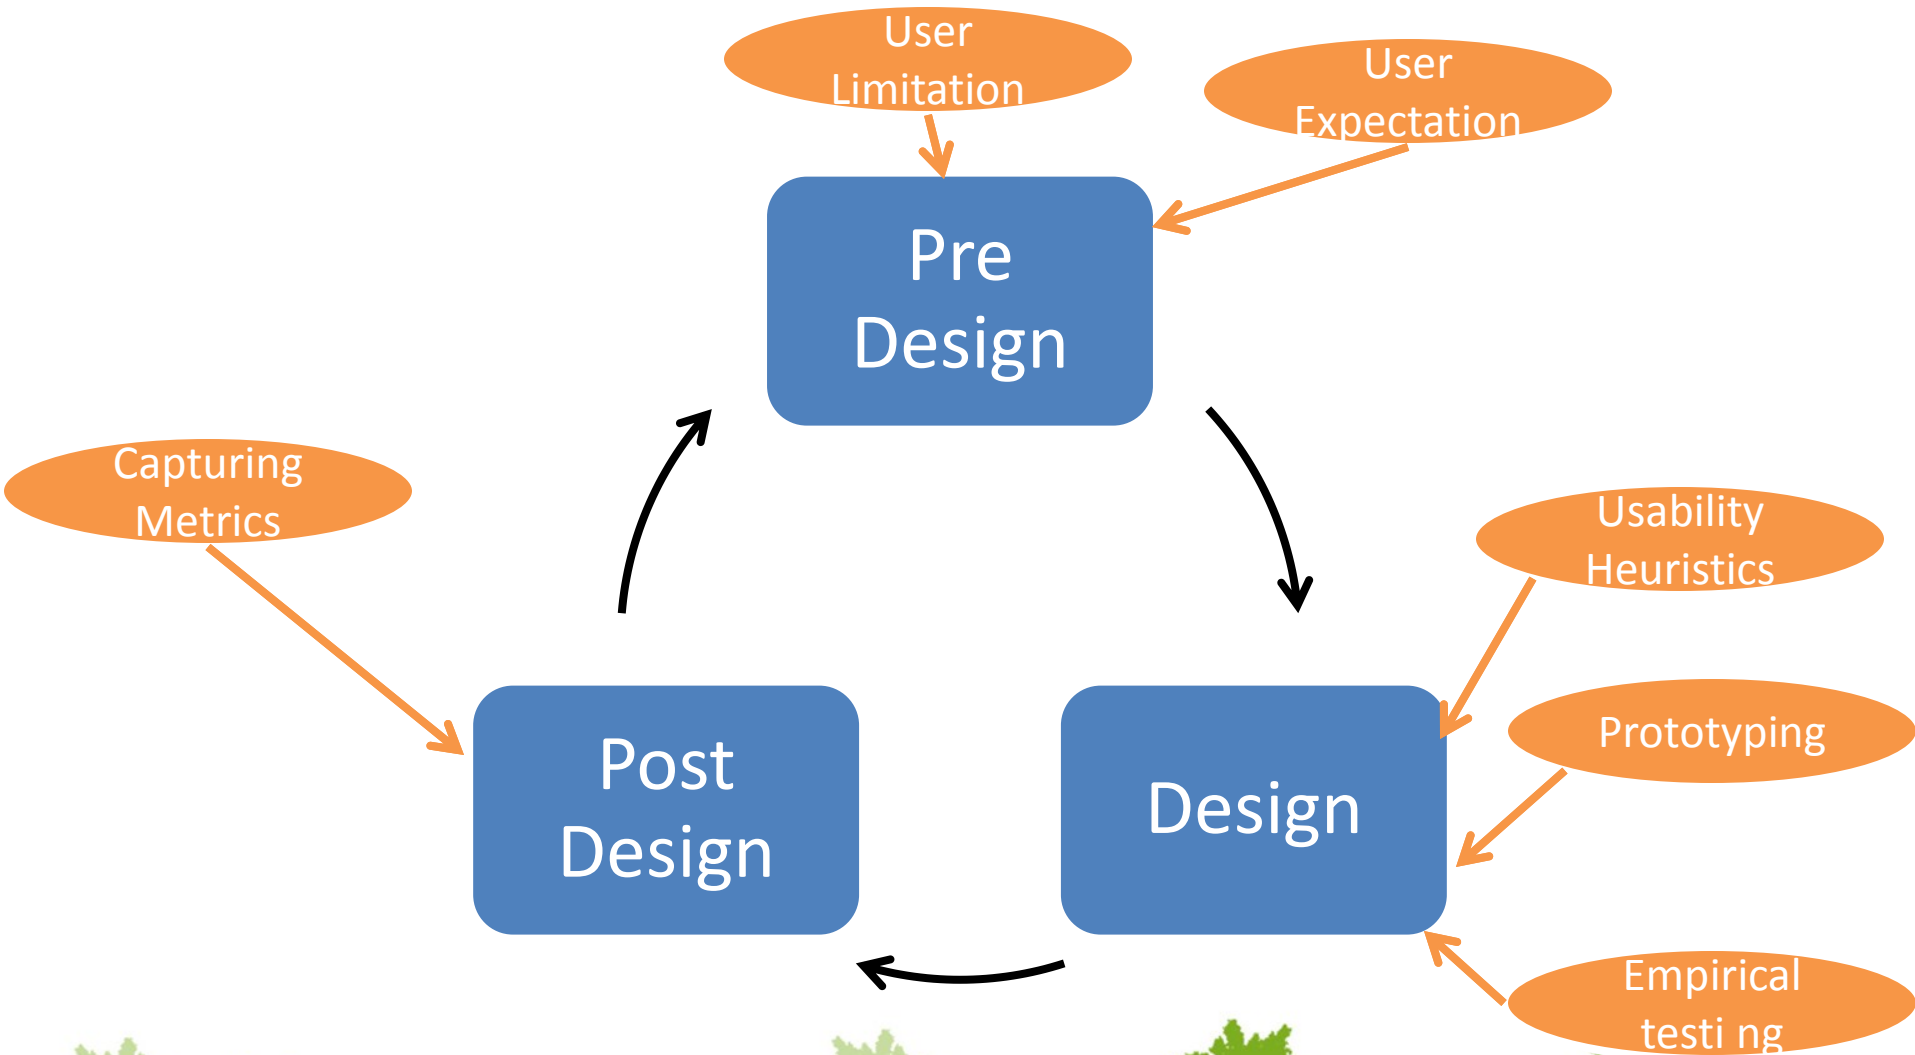 User
Limitation
User
Expectation
Pre
Design
Capturing
Metrics
Usability
Heuristics
Prototyping
Post
Design
Design
Empirical
testi ng